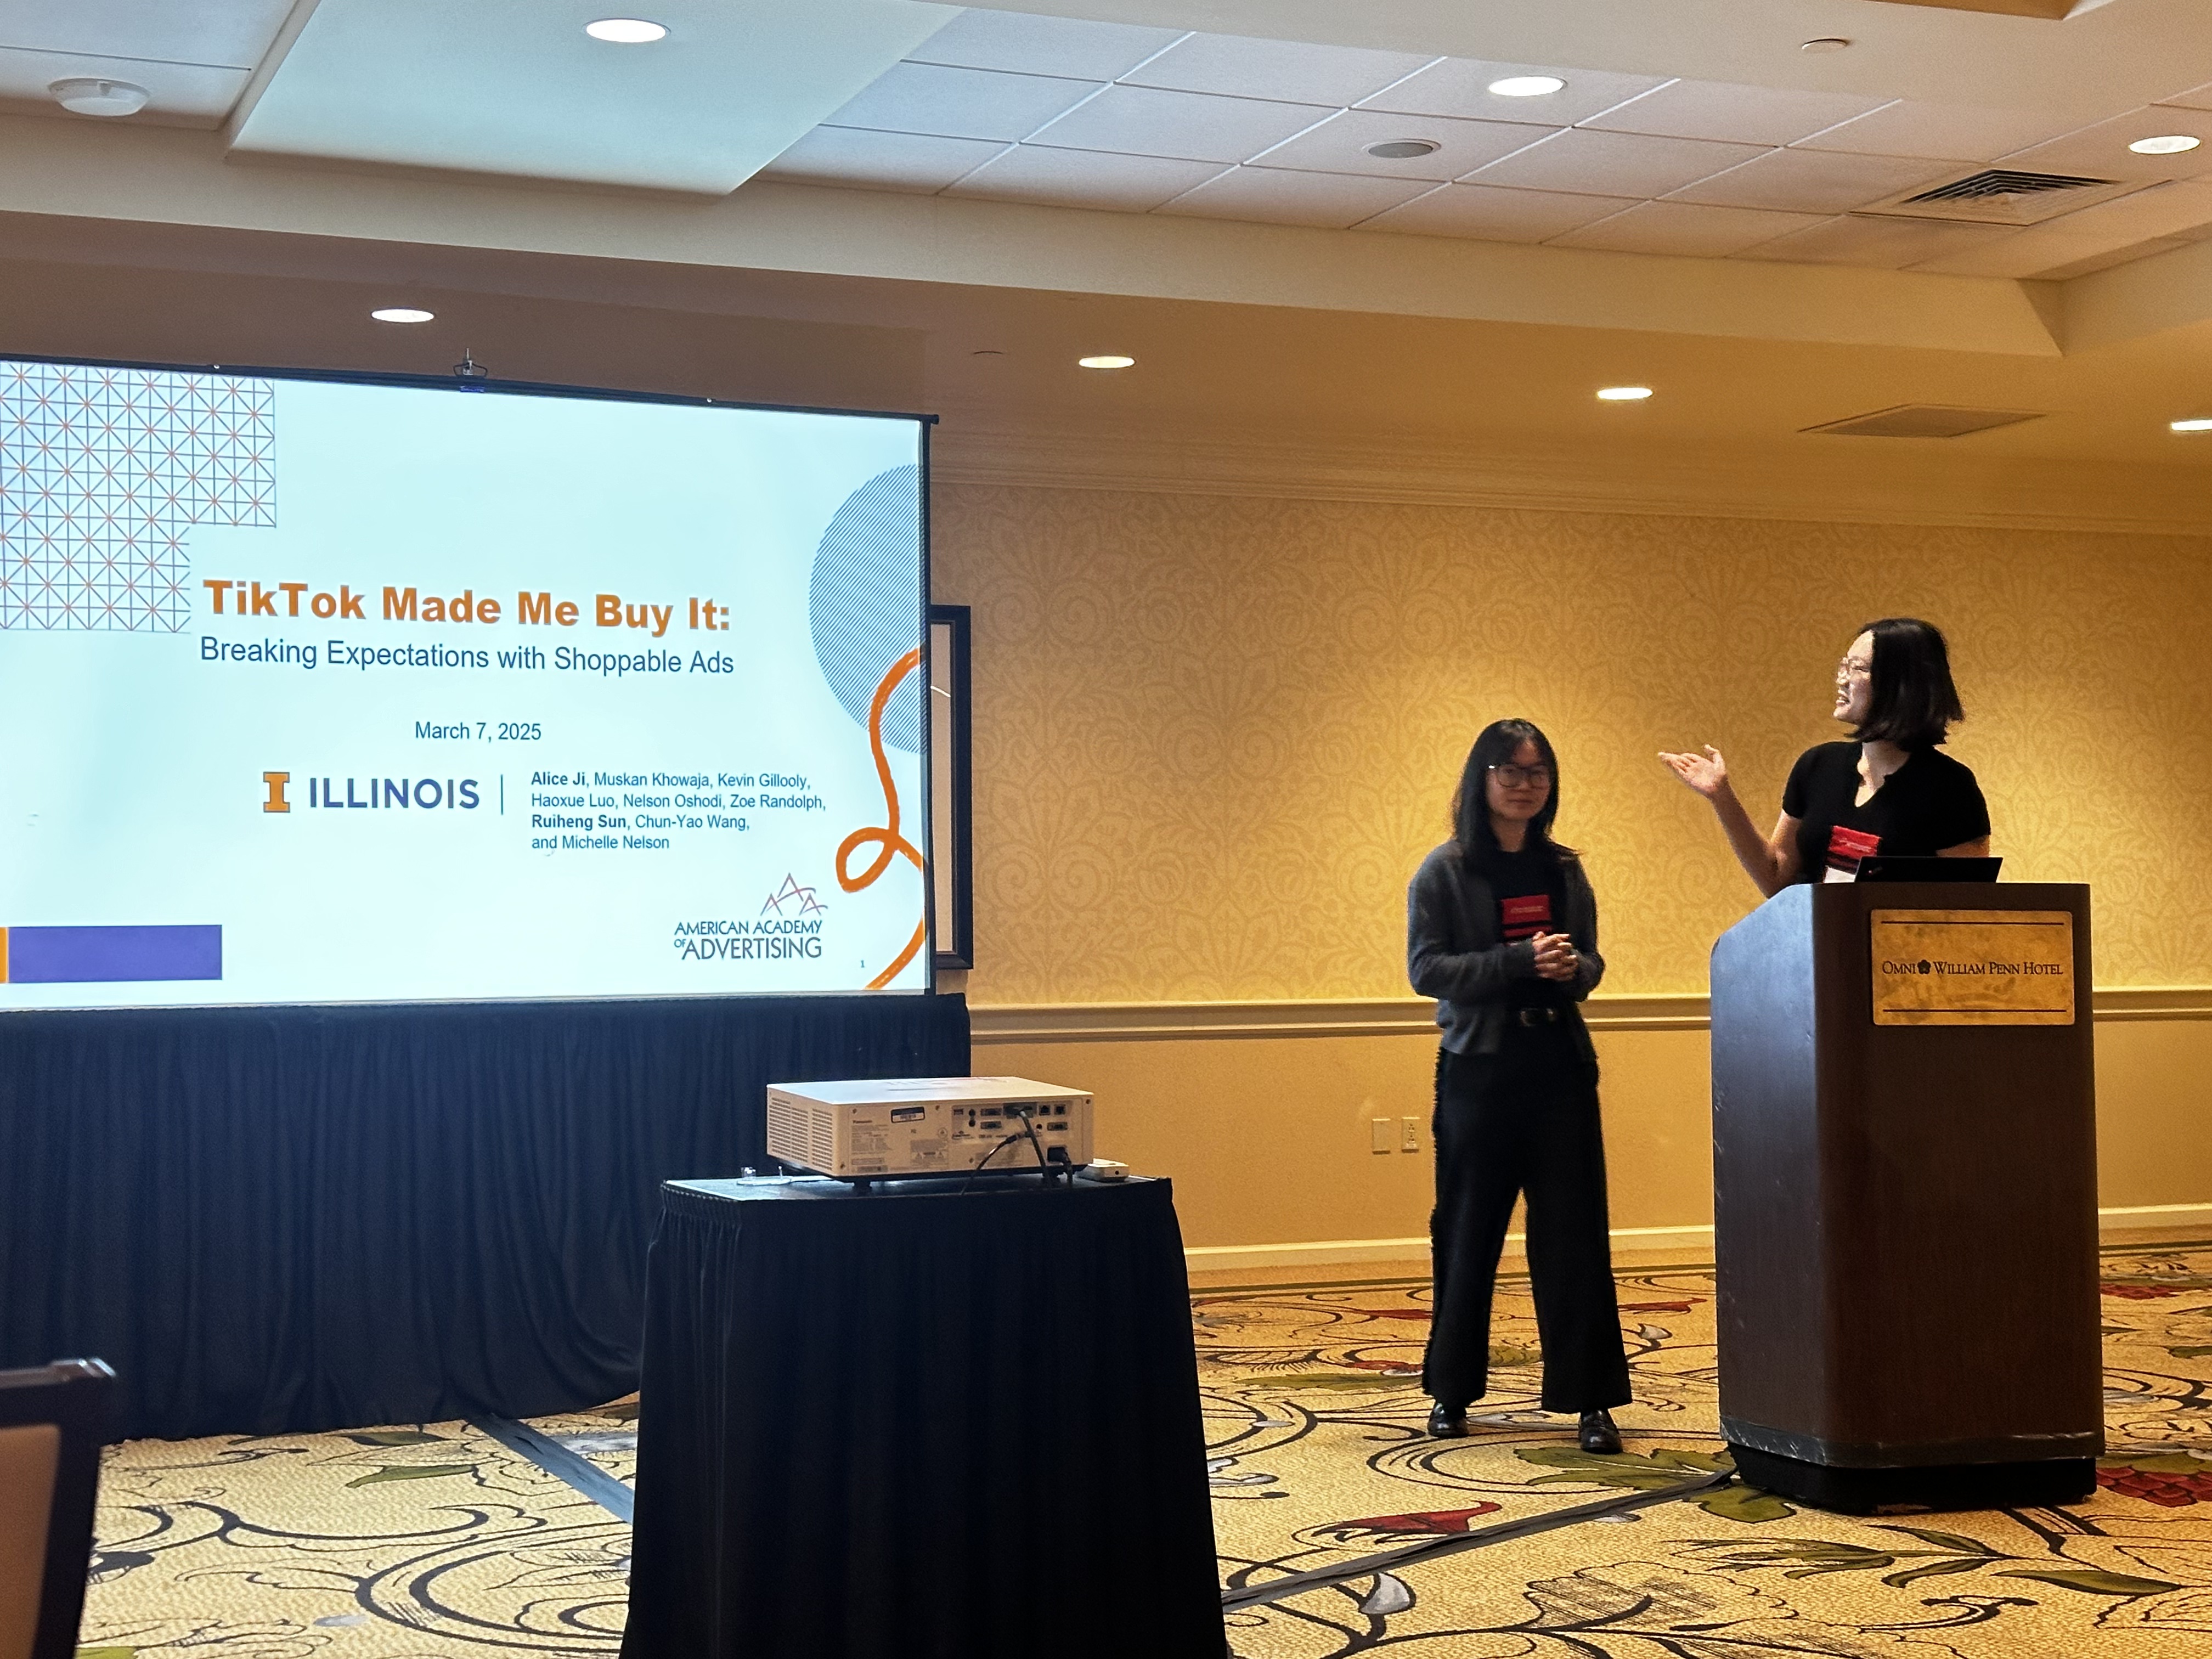 TikTok Made Me Buy It:
Breaking Expectations with Shoppable Ads
March 7, 2025
I ILLINOIS
Alice Ji, Muskan Khowaja, Kevin Gillooly,
Haoxue Luo, Nelson Oshodi, Zoe Randolph,
Ruiheng Sun, Chun-Yao Wang,
and Michelle Nelson
AMERICAN ACADEMY
OF ADVERTISING
1
OMNI WILLIAM PENN HOTEL